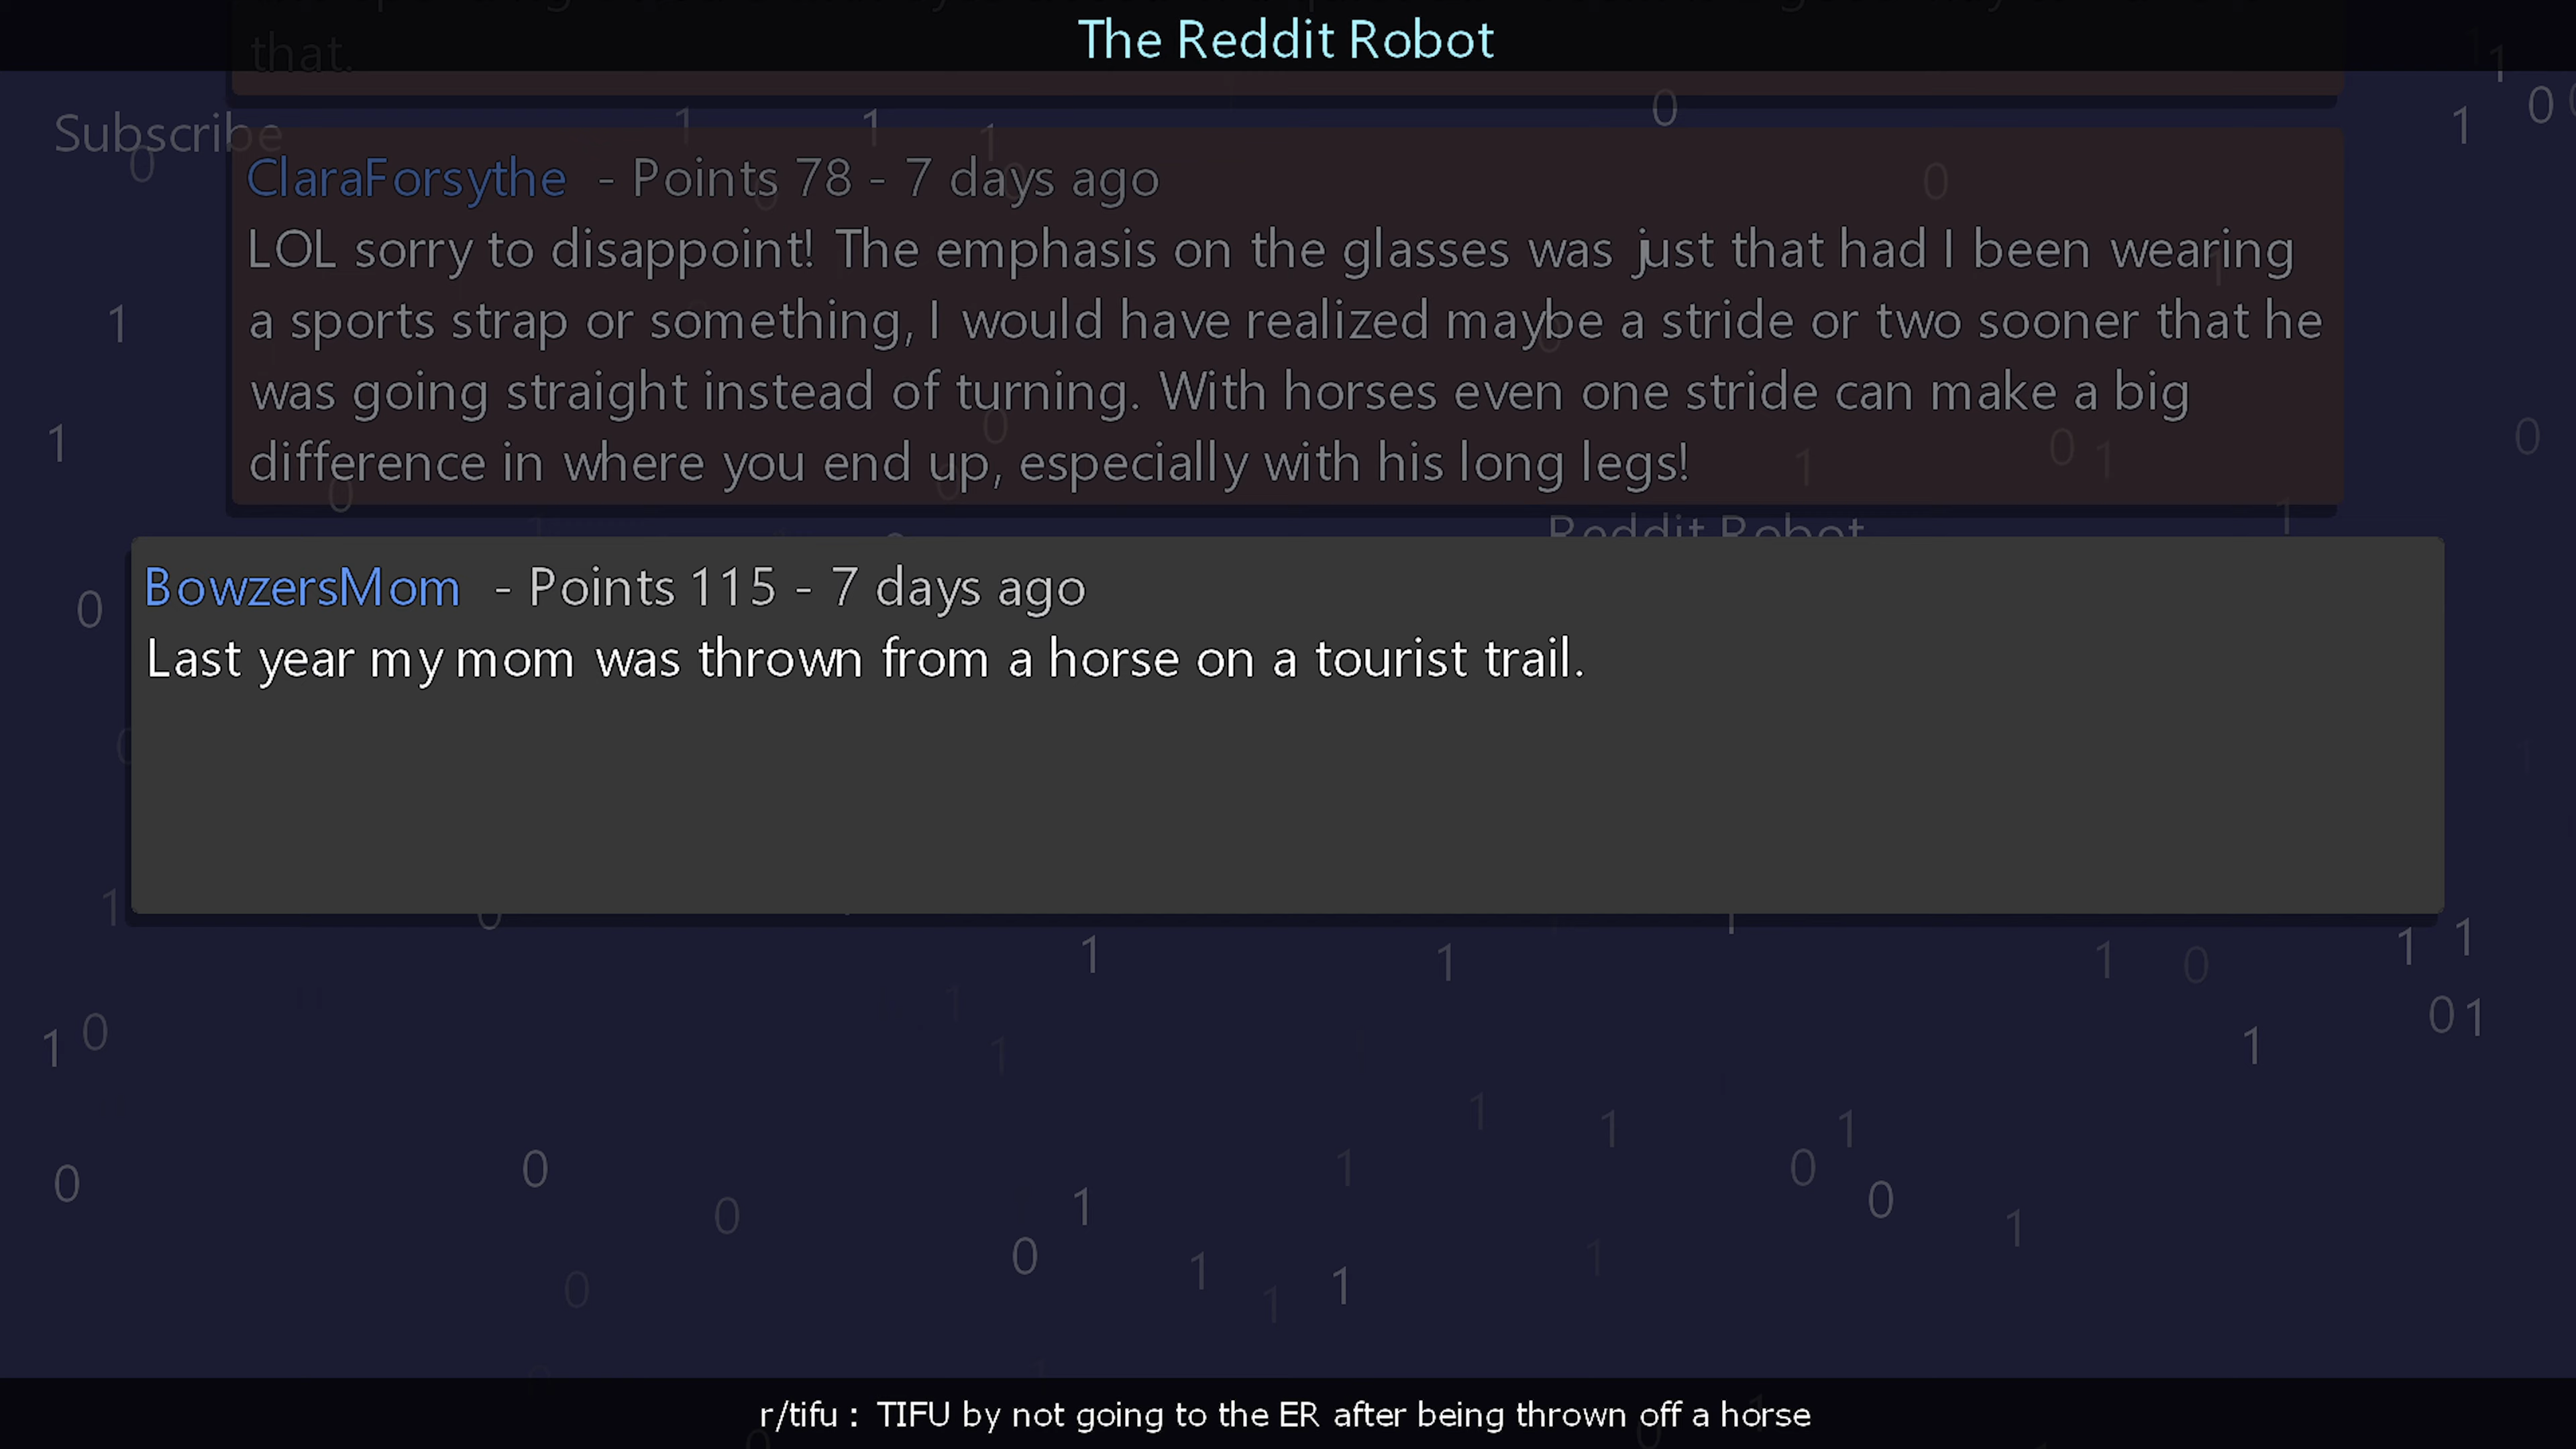 The Reddit Robot
that.
Subscribe
ClaraForsythe - Points 78 - 7 days ago
LOL sorry to disappoint! The emphasis on the glasses was just that had I been wearing
a sports strap or something, I would have realized maybe a stride or two sooner that he
was going straight instead of turning. With horses even one stride can make a big
difference in where you end up, especially with his long legs!
Reddit Robot
BowzersMom - Points 115 - 7 days ago
Last year my mom was thrown from a horse on a tourist trail.
r/tifu : TIFU by not going to the ER after being thrown off a horse